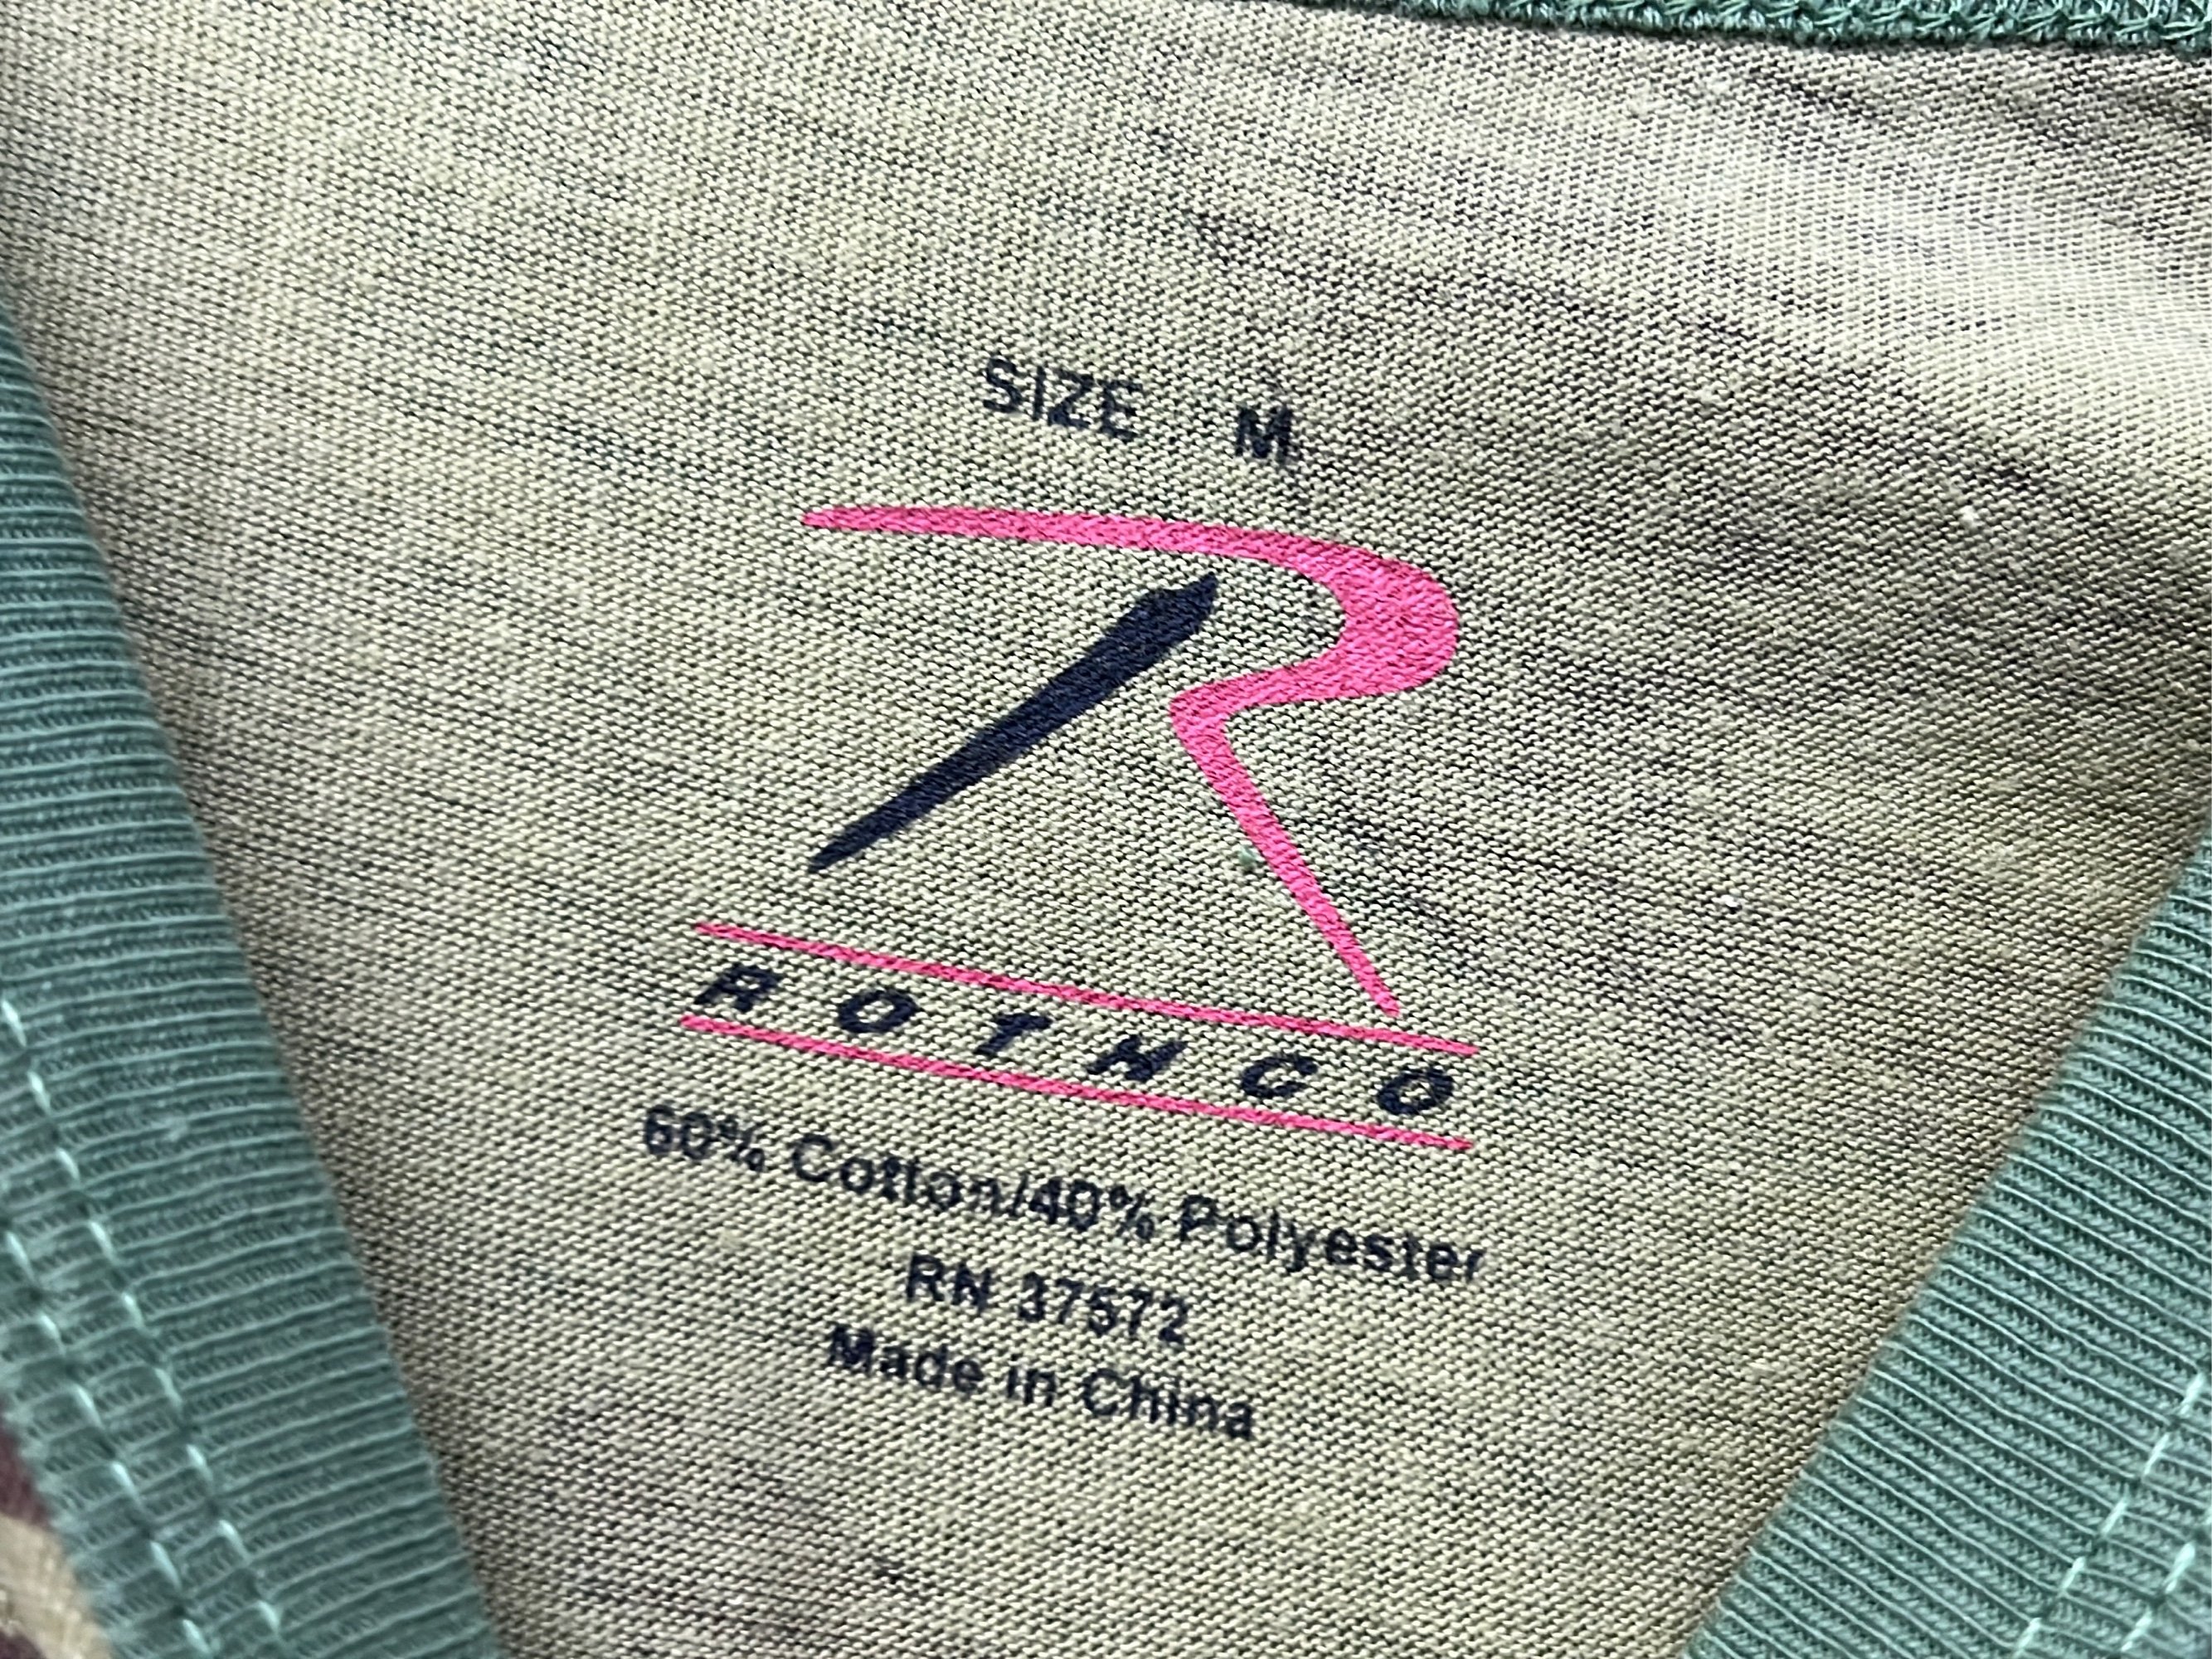 SIZE M
R
ROTHCO
60% Cotton/40% Polyester
RN 37572
Made in China